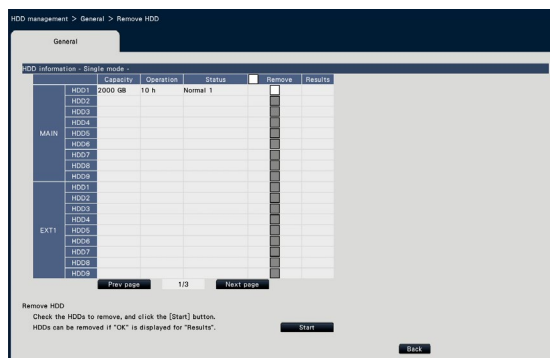 HDD management > General > Remove HDD
General
HDD information - Single mode -
Capacity Operation Status Remove Results
MAIN
HDD1 2000 GB 10 h Normal 1
HDD2
HDD3
HDD4
HDD5
HDD6
HDD7
HDD8
HDD9
EXT1
HDD1
HDD2
HDD3
HDD4
HDD5
HDD6
HDD7
HDD8
HDD9
Prev page 1/3 Next page
Remove HDD
Check the HDDs to remove, and click the [Start] button.
HDDs can be removed if "OK" is displayed for "Results". Start
Back